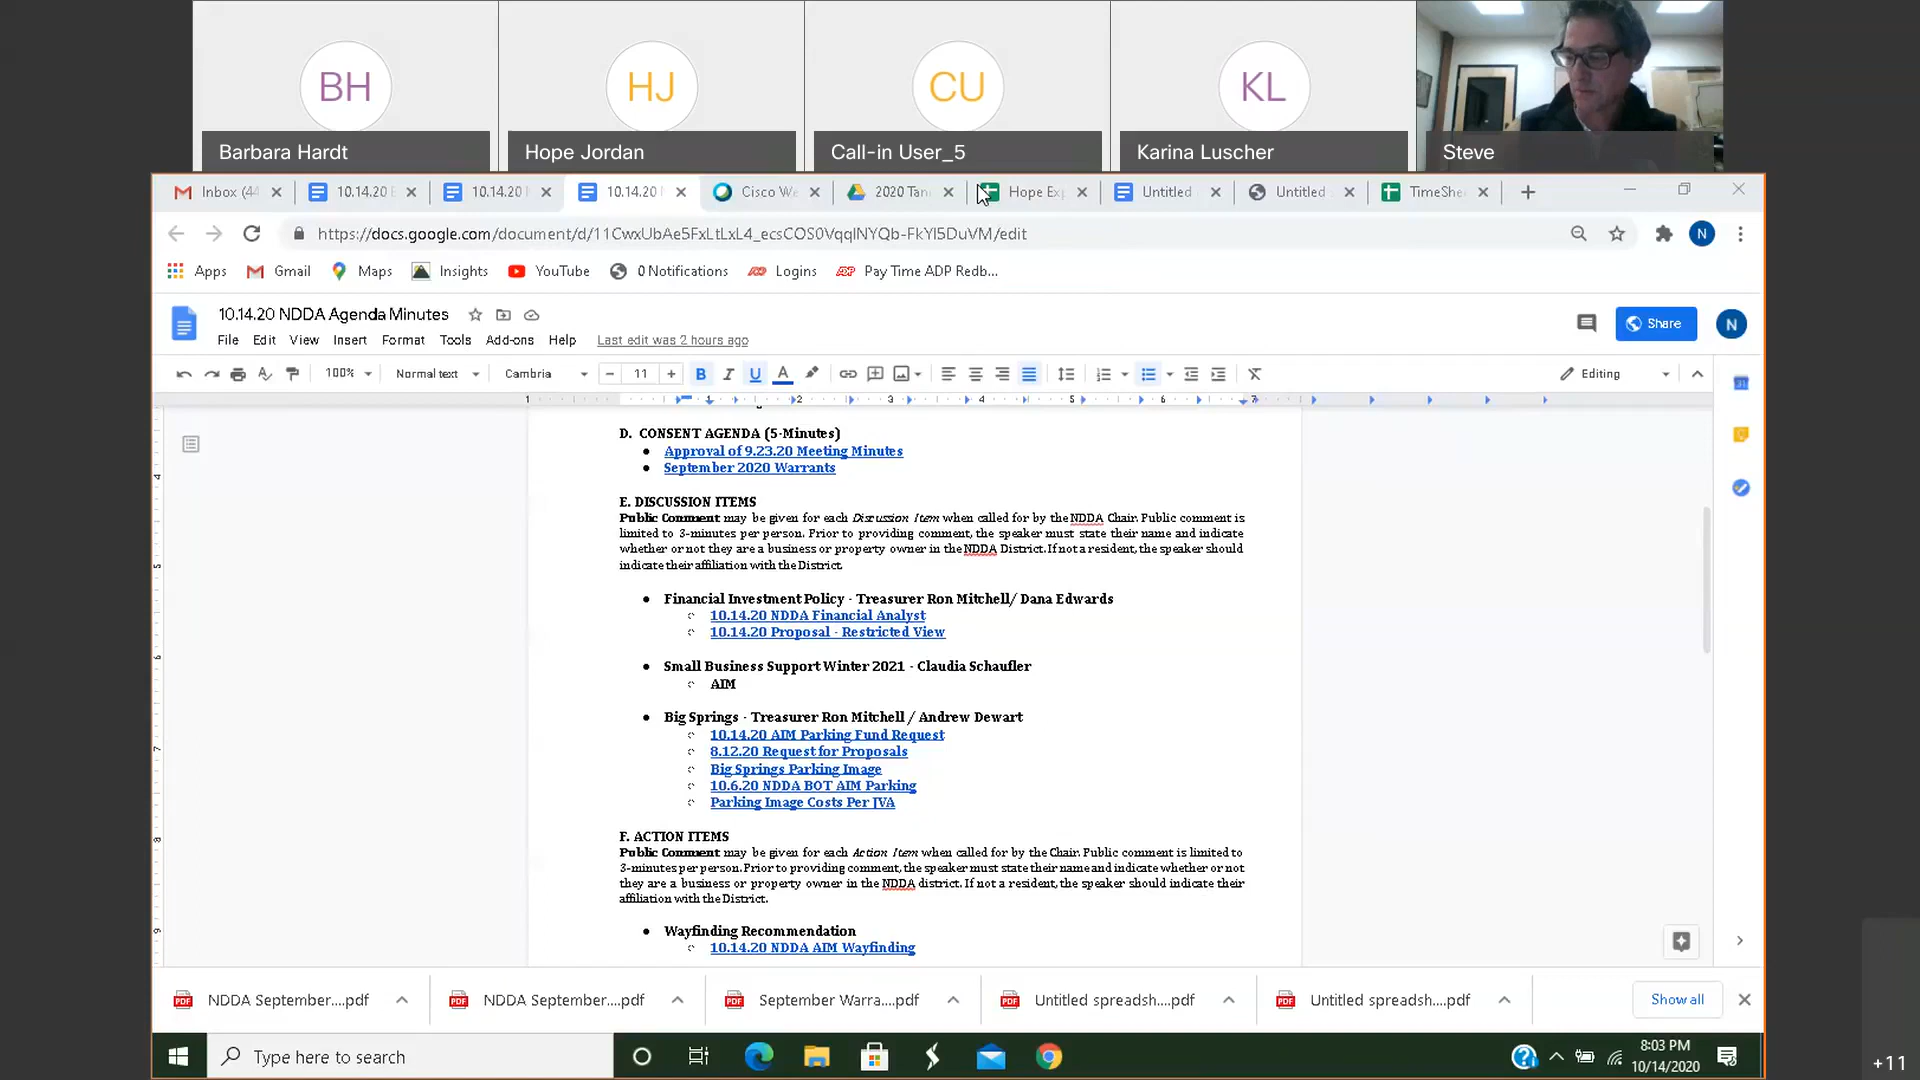 BH
HJ
CU
KL
Barbara Hardt
Hope Jordan
Call-in User_5
Karina Luscher
Steve
Inbox (44
10.14.20 E
10.14.20
10.14.20
Cisco We
2020 Tan
Hope Exp
Untitled
Untitled
TimeShe
https://docs.google.com/document/d/11CwxUbAe5FxLtLxL4_ecsCOS0VqqlNYQb-FkYl5DuVM/edit
N
Apps
Gmail
Maps
Insights
YouTube
0 Notifications
Logins
Pay Time ADP Redb...
10.14.20 NDDA Agenda Minutes
File Edit View Insert Format Tools Add-ons Help Last edit was 2 hours ago
Share
N
100% Normal text Cambria 11 B I U A Editing
1 1 2 3 4 5 6 7
D. CONSENT AGENDA (5-Minutes)
Approval of 9.23.20 Meeting Minutes
September 2020 Warrants
E. DISCUSSION ITEMS
Public Comment may be given for each Discussion Item when called for by the NDDA Chair. Public comment is
limited to 3-minutes per person. Prior to providing comment, the speaker must state their name and indicate
whether or not they are a business or property owner in the NDDA District. If not a resident, the speaker should
indicate their affiliation with the District.
Financial Investment Policy - Treasurer Ron Mitchell/ Dana Edwards
10.14.20 NDDA Financial Analyst
10.14.20 Proposal - Restricted View
Small Business Support Winter 2021 - Claudia Schaufler
AIM
Big Springs - Treasurer Ron Mitchell / Andrew Dewart
10.14.20 AIM Parking Fund Request
8.12.20 Request for Proposals
Big Springs Parking Image
10.6.20 NDDA BOT AIM Parking
Parking Image Costs Per JVA
F. ACTION ITEMS
Public Comment may be given for each Action Item when called for by the Chair. Public comment is limited to
3-minutes per person. Prior to providing comment, the speaker must state their name and indicate whether or not
they are a business or property owner in the NDDA district. If not a resident, the speaker should indicate their
affiliation with the District.
Wayfinding Recommendation
10.14.20 NDDA AIM Wayfinding
4
5
6
7
8
9
NDDA September....pdf
NDDA September....pdf
September Warra....pdf
Untitled spreadsh....pdf
Untitled spreadsh....pdf
Show all
Type here to search
8:03 PM
10/14/2020
+11